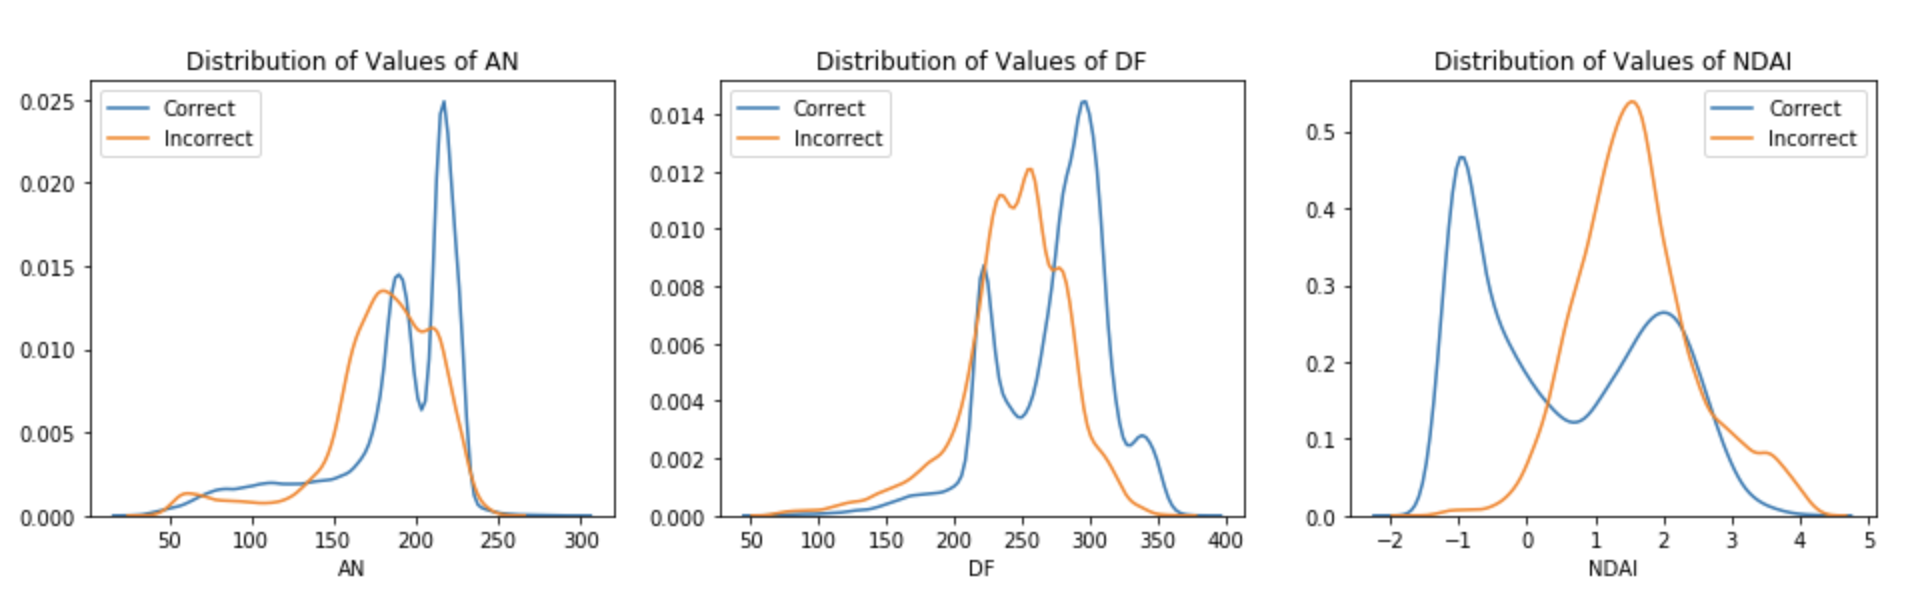 Distribution of Values of AN
Correct
Incorrect
0.025
0.020
0.015
0.010
0.005
0.000
50 100 150 200 250 300
AN
Distribution of Values of DF
Correct
Incorrect
0.014
0.012
0.010
0.008
0.006
0.004
0.002
0.000
50 100 150 200 250 300 350 400
DF
Distribution of Values of NDAI
Correct
Incorrect
0.5
0.4
0.3
0.2
0.1
0.0
−2 −1 0 1 2 3 4 5
NDAI